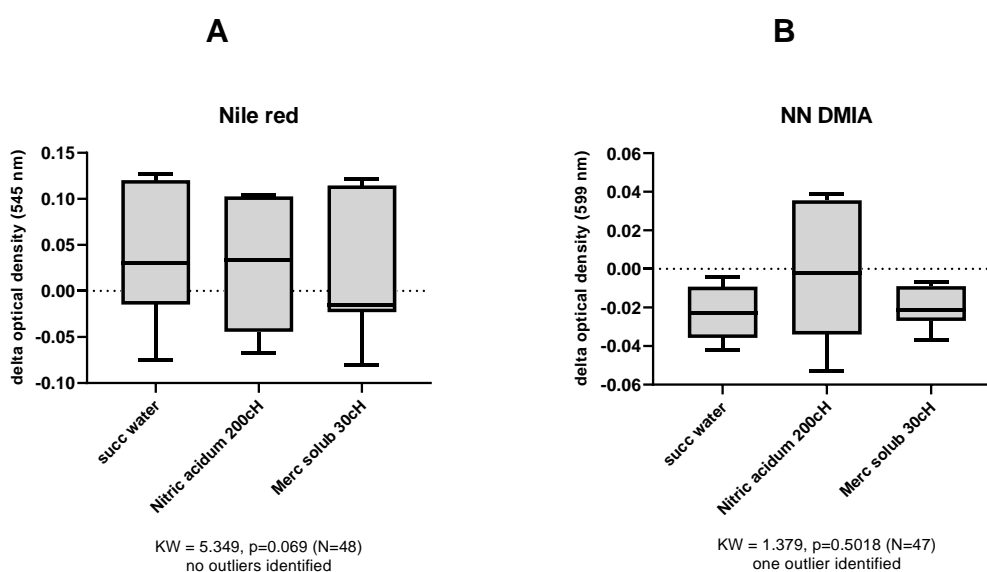 A
Nile red
delta optical density (545 nm)
0.15
0.10
0.05
0.00
-0.05
-0.10
succ water
Nitric acidum 200cH
Merc solub 30cH
KW = 5.349, p=0.069 (N=48)
no outliers identified
B
NN DMIA
delta optical density (599 nm)
0.06
0.04
0.02
0.00
-0.02
-0.04
-0.06
succ water
Nitric acidum 200cH
Merc solub 30cH
KW = 1.379, p=0.5018 (N=47)
one outlier identified